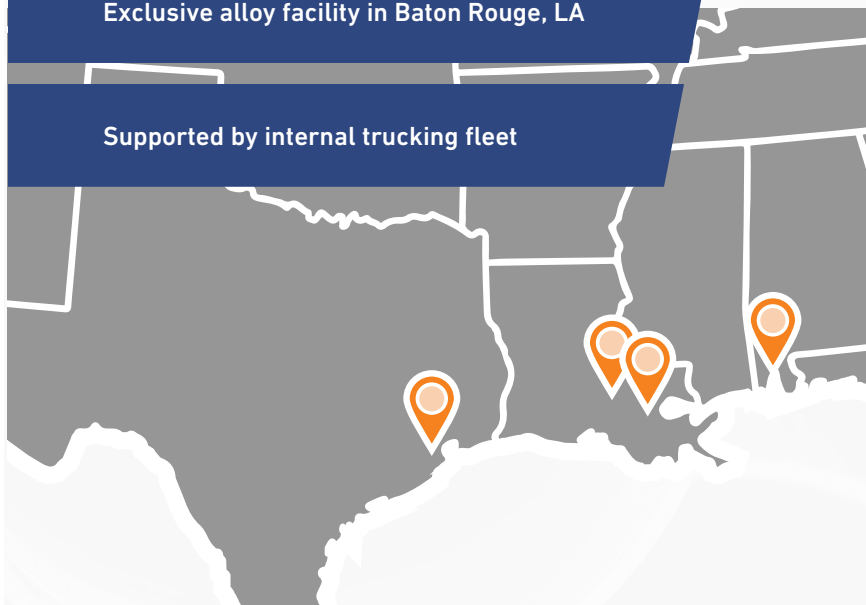 Exclusive alloy facility in Baton Rouge, LA
Supported by internal trucking fleet